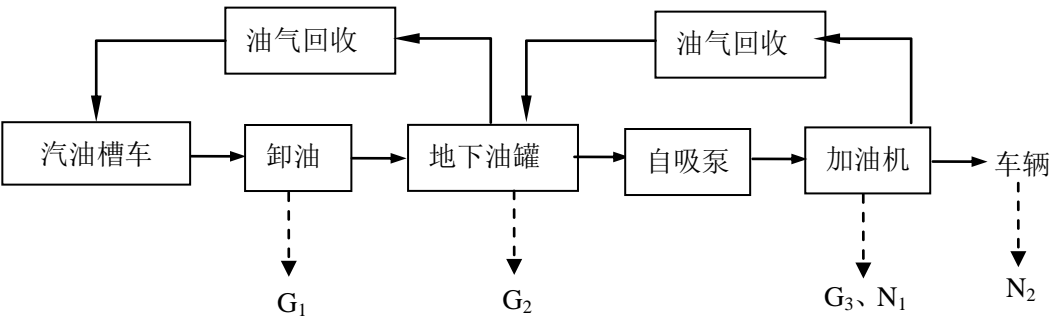 油气回收
油气回收
汽油槽车
卸油
地下油罐
自吸泵
加油机
车辆
G₁
G₂
G₃、N₁
N₂